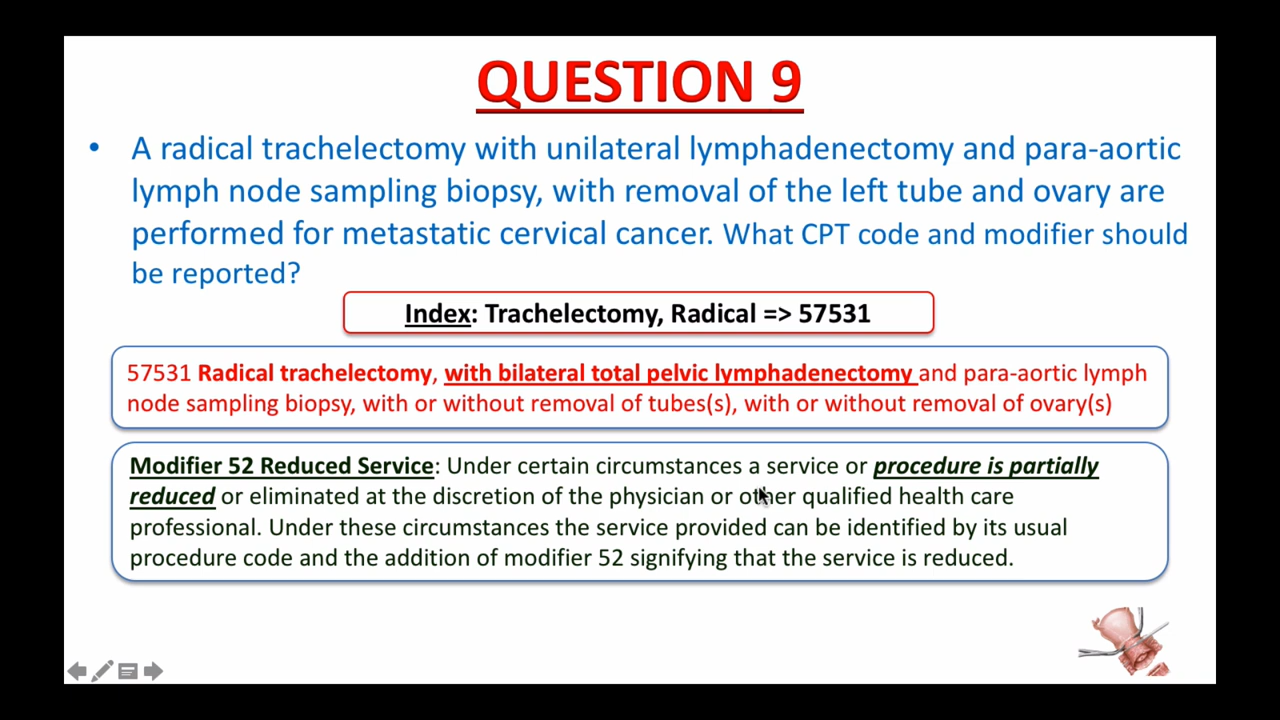 QUESTION 9
• A radical trachelectomy with unilateral lymphadenectomy and para-aortic
lymph node sampling biopsy, with removal of the left tube and ovary are
performed for metastatic cervical cancer. What CPT code and modifier should
be reported?
Index: Trachelectomy, Radical => 57531
57531 Radical trachelectomy, with bilateral total pelvic lymphadenectomy and para-aortic lymph
node sampling biopsy, with or without removal of tubes(s), with or without removal of ovary(s)
Modifier 52 Reduced Service: Under certain circumstances a service or procedure is partially
reduced or eliminated at the discretion of the physician or other qualified health care
professional. Under these circumstances the service provided can be identified by its usual
procedure code and the addition of modifier 52 signifying that the service is reduced.